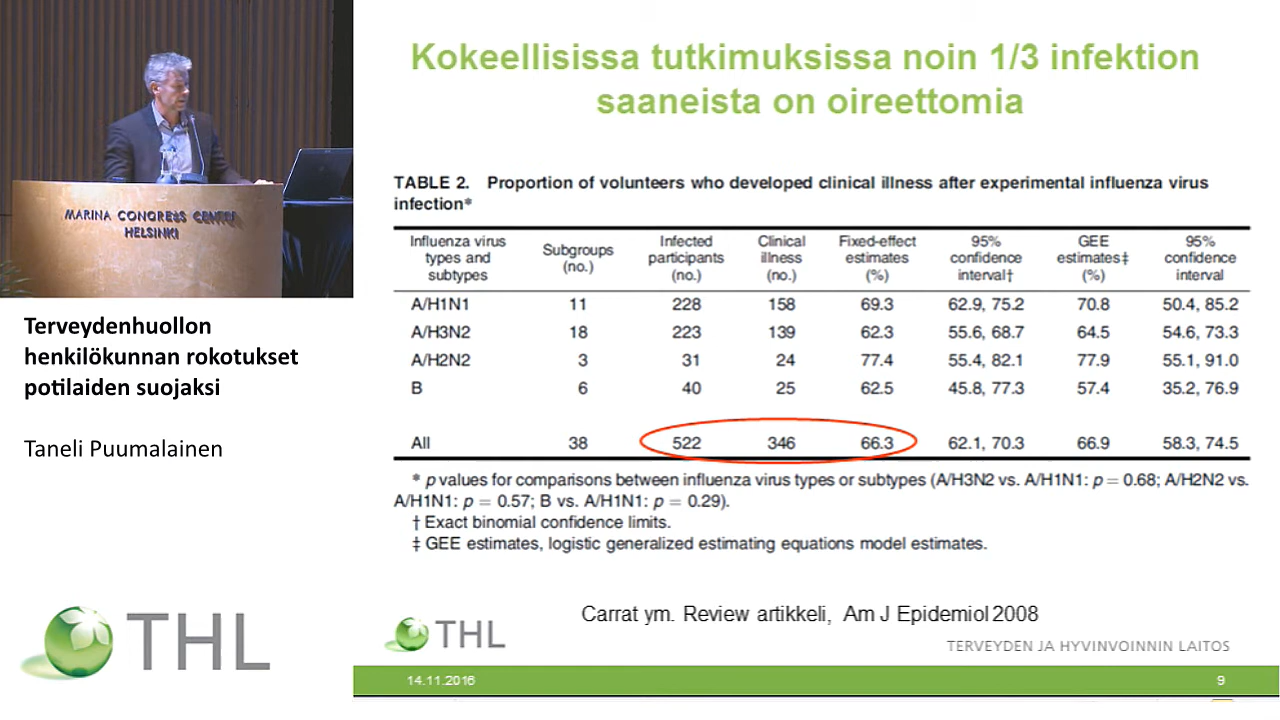 MARINA CONGRESS CENTER
HELSINKI
Terveydenhuollon
henkilökunnan rokotukset
potilaiden suojaksi
Taneli Puumalainen
THL
Kokeellisissa tutkimuksissa noin 1/3 infektion
saaneista on oireettomia
TABLE 2. Proportion of volunteers who developed clinical illness after experimental influenza virus
infection*
Influenza virus types and subtypes Subgroups (no.) Infected participants (no.) Clinical illness (no.) Fixed-effect estimates (%) 95% confidence interval† GEE estimates‡ (%) 95% confidence interval
A/H1N1 11 228 158 69.3 62.9, 75.2 70.8 50.4, 85.2
A/H3N2 18 223 139 62.3 55.6, 68.7 64.5 54.6, 73.3
A/H2N2 3 31 24 77.4 55.4, 82.1 77.9 55.1, 91.0
B 6 40 25 62.5 45.8, 77.3 57.4 35.2, 76.9
All 38 522 346 66.3 62.1, 70.3 66.9 58.3, 74.5
* p values for comparisons between influenza virus types or subtypes (A/H3N2 vs. A/H1N1: p = 0.68; A/H2N2 vs.
A/H1N1: p = 0.57; B vs. A/H1N1: p = 0.29).
† Exact binomial confidence limits.
‡ GEE estimates, logistic generalized estimating equations model estimates.
Carrat ym. Review artikkeli, Am J Epidemiol 2008
THL
TERVEYDEN JA HYVINVOINNIN LAITOS
14.11.2016 9